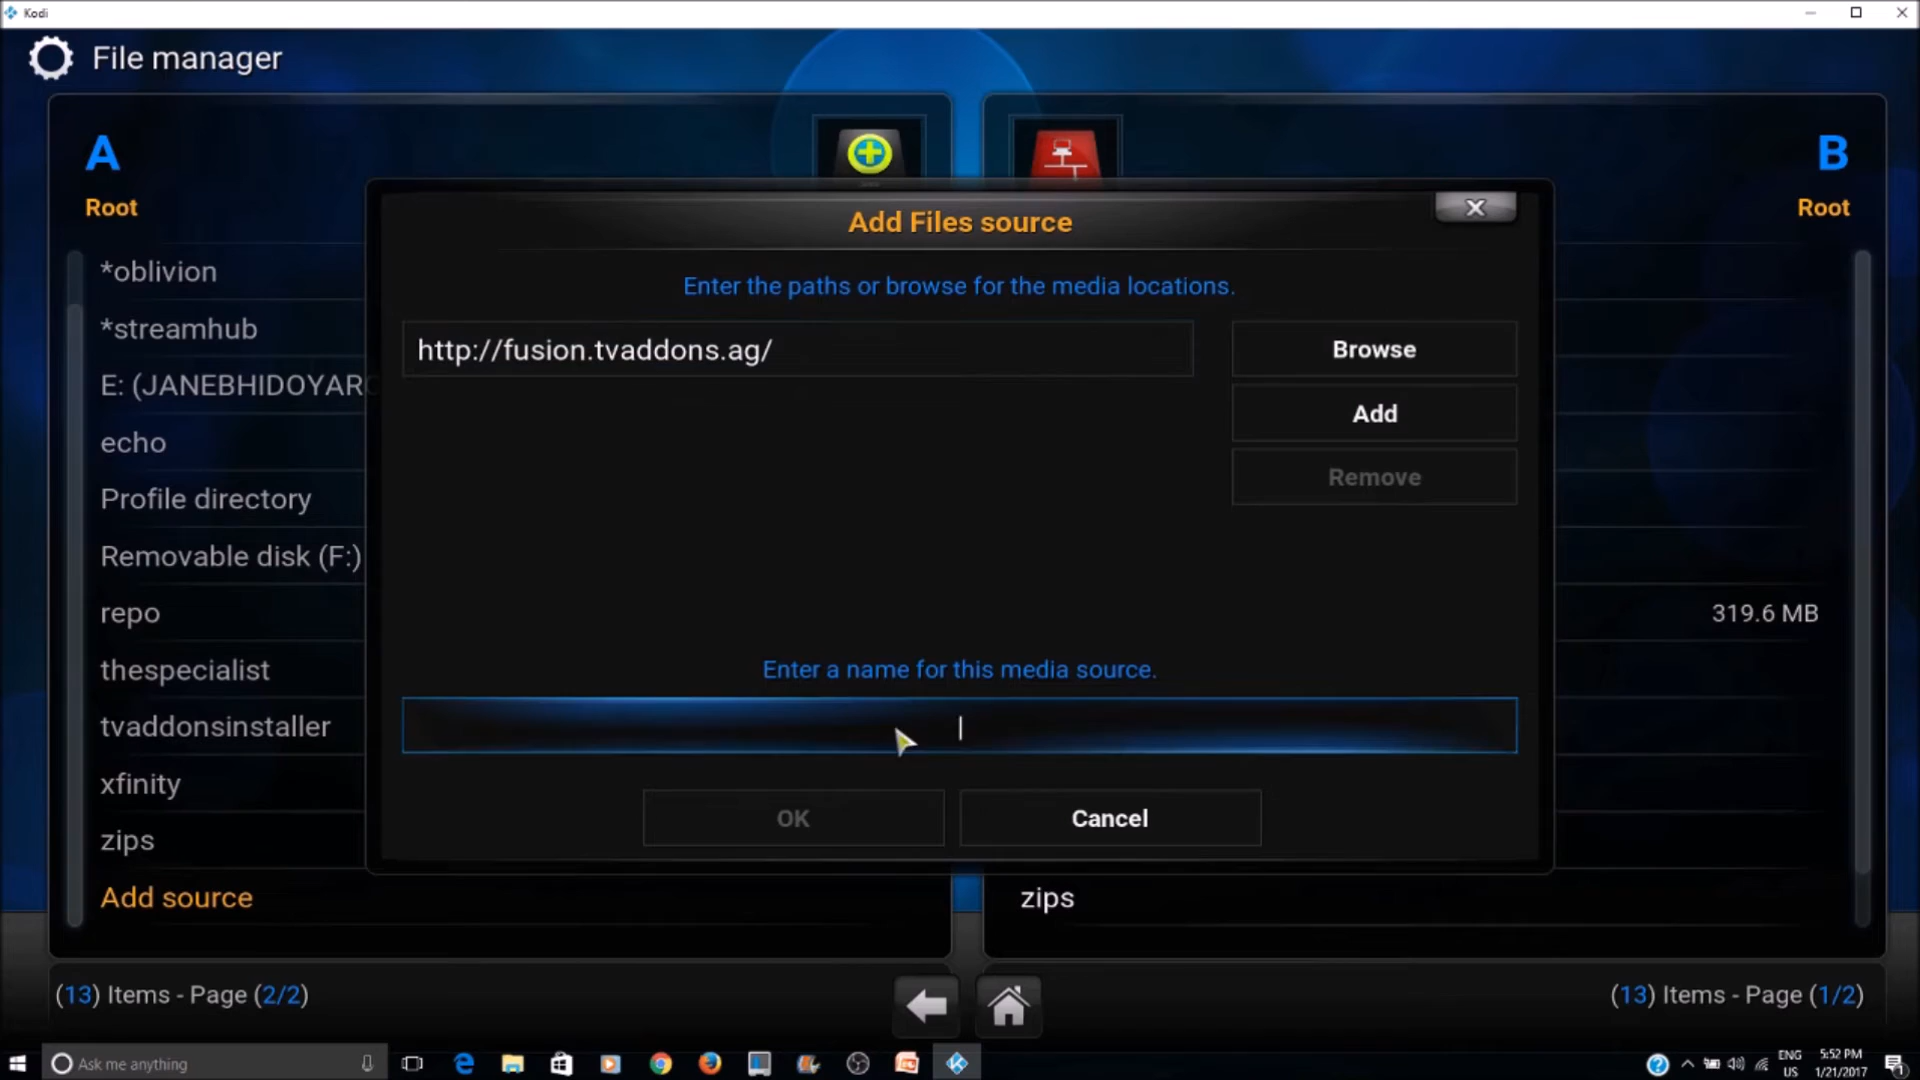 Kodi
File manager
A
B
Root
Root
Add Files source
Enter the paths or browse for the media locations.
http://fusion.tvaddons.ag/
Browse
Add
Remove
Enter a name for this media source.
OK
Cancel
*oblivion
*streamhub
E: (JANEBHIDOYAR
echo
Profile directory
Removable disk (F:)
repo
thespecialist
tvaddonsinstaller
xfinity
zips
Add source
319.6 MB
zips
(13) Items - Page (2/2)
(13) Items - Page (1/2)
Ask me anything
ENG
US
5:52 PM
1/21/2017